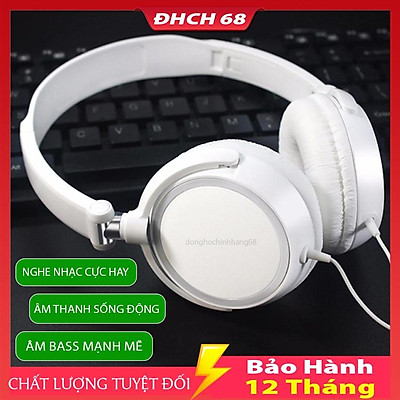 ĐHCH 68
donghochinhhang68
NGHE NHẠC CỰC HAY
ÂM THANH SỐNG ĐỘNG
ÂM BASS MẠNH MẼ
CHẤT LƯỢNG TUYỆT ĐỐI
Bảo Hành
12 Tháng